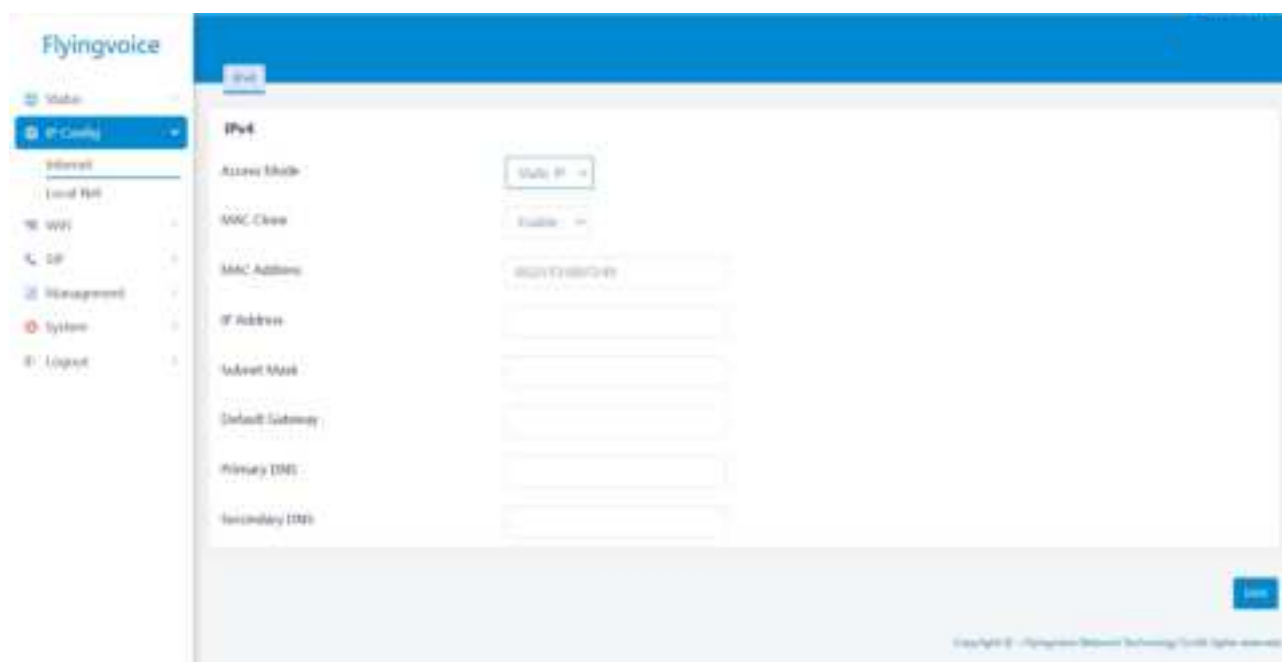 Flyingvoice
IPv4
Status
IP Config
Internet
Local Net
WiFi
SIP
Management
System
Logout
IPv4
Access Mode
Static IP
MAC Clone
Enable
MAC Address
IP Address
Subnet Mask
Default Gateway
Primary DNS
Secondary DNS
Save